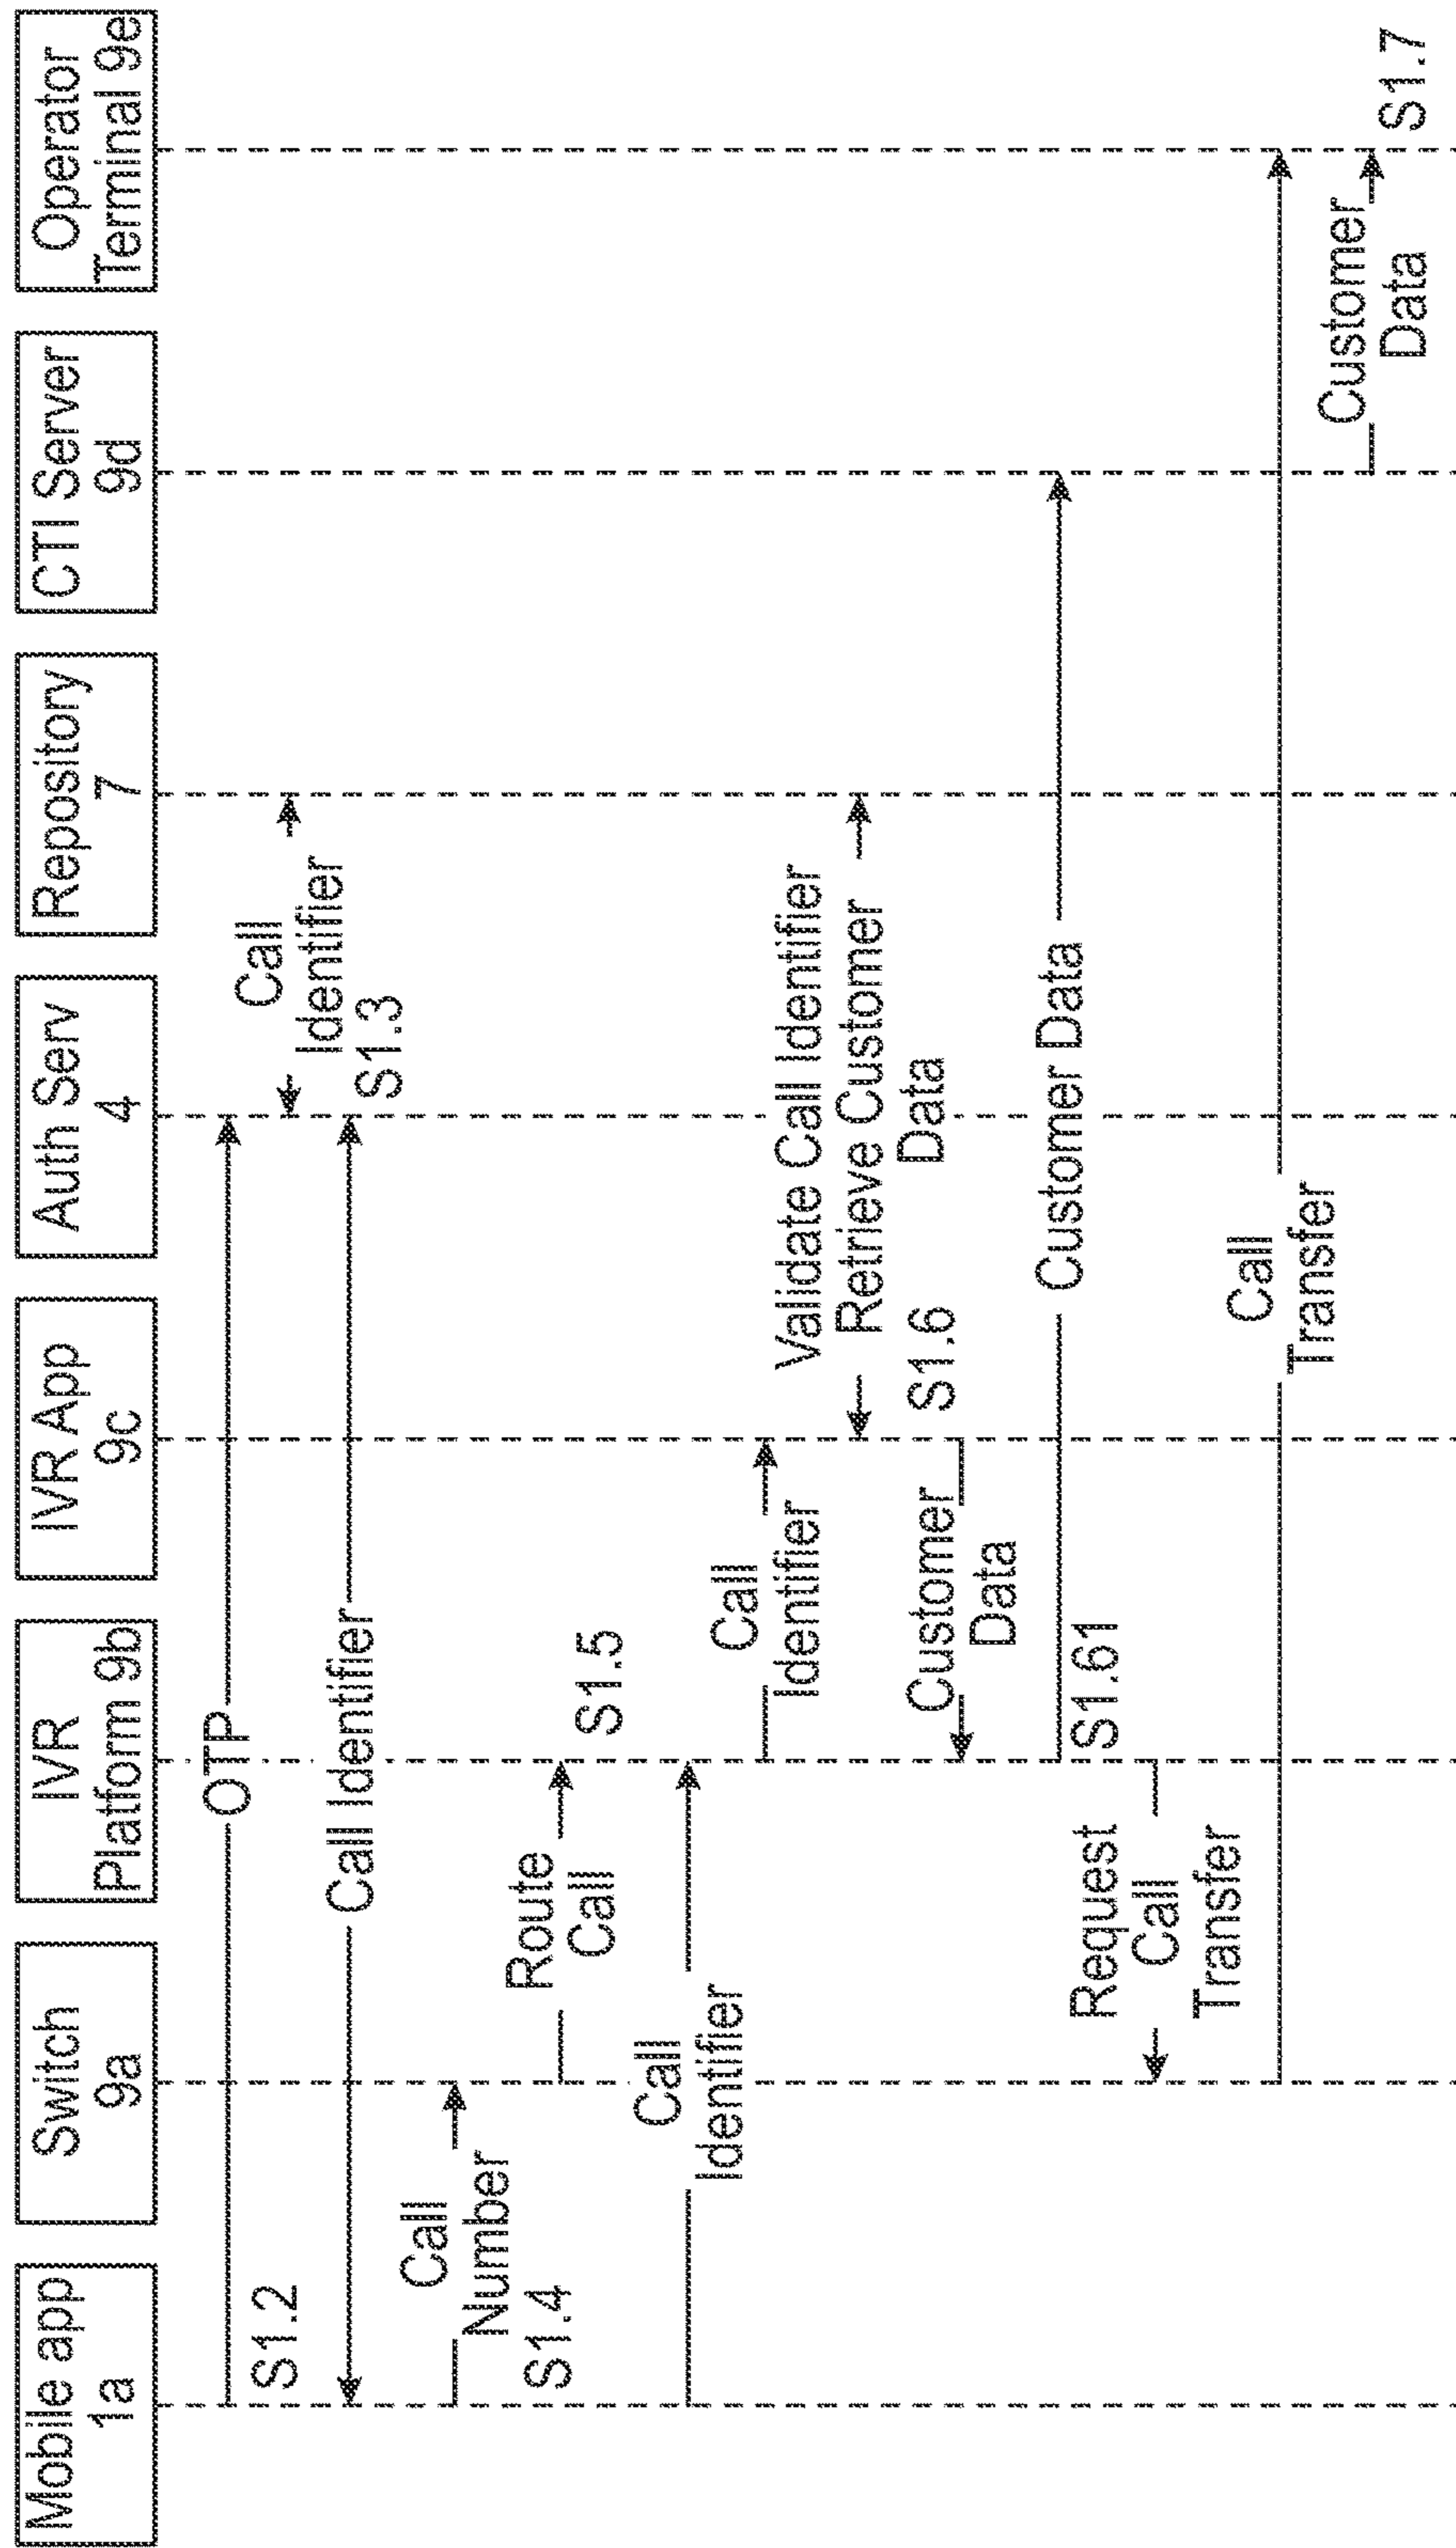 Mobile app
1a
Switch
9a
IVR
Platform 9b
IVR App
9c
Auth Serv
4
Repository
7
CTI Server
9d
Operator
Terminal 9e
OTP
S1.2
Call
Identifier
S1.3
Call Identifier
Call
Number
S1.4
Route
Call
S1.5
Call
Identifier
Call
Identifier
Validate Call Identifier
Retrieve Customer
Data
S1.6
Customer
Data
Customer Data
S1.61
Request
Call
Transfer
Call
Transfer
Customer
Data
S1.7